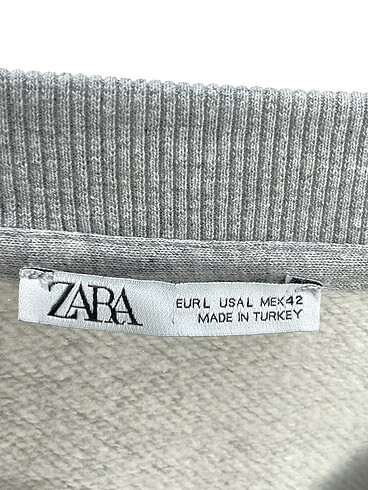 ZARA
EUR L USA L MEX 42
MADE IN TURKEY